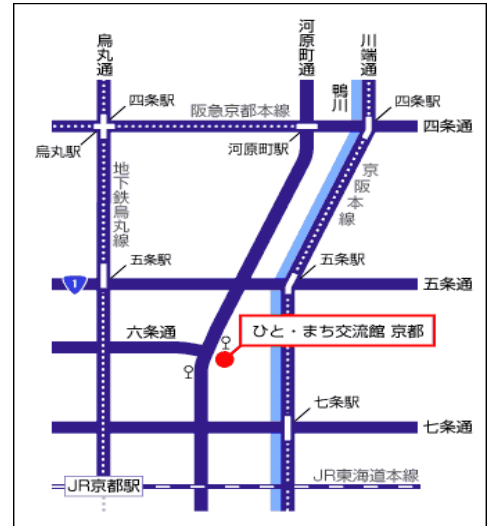 烏丸通
河原町通
川端通
鴨川
四条駅
阪急京都本線
四条駅
四条通
烏丸駅
河原町駅
地下鉄烏丸線
京阪本線
五条駅
五条駅
1
五条通
六条通
ひと・まち交流館 京都
七条駅
七条通
JR東海道本線
JR京都駅